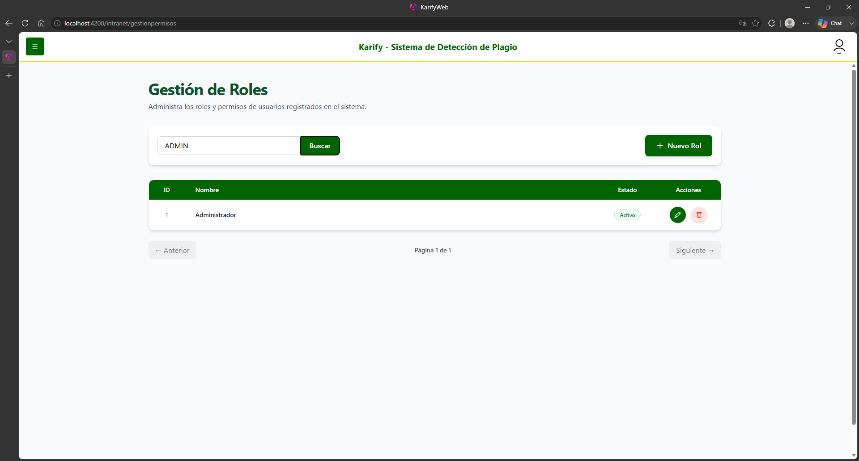 KarifyWeb
localhost:4200/intranet/gestionpermisos
Chat
Karify - Sistema de Detección de Plagio
Gestión de Roles
Administra los roles y permisos de usuarios registrados en el sistema.
ADMIN
Buscar
+ Nuevo Rol
ID Nombre Estado Acciones
1 Administrador Activo
← Anterior
Página 1 de 1
Siguiente →